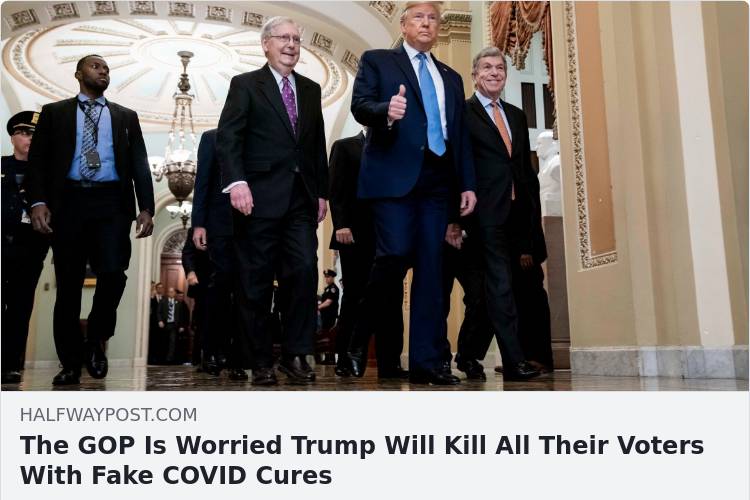 HALFWAYPOST.COM
The GOP Is Worried Trump Will Kill All Their Voters
With Fake COVID Cures